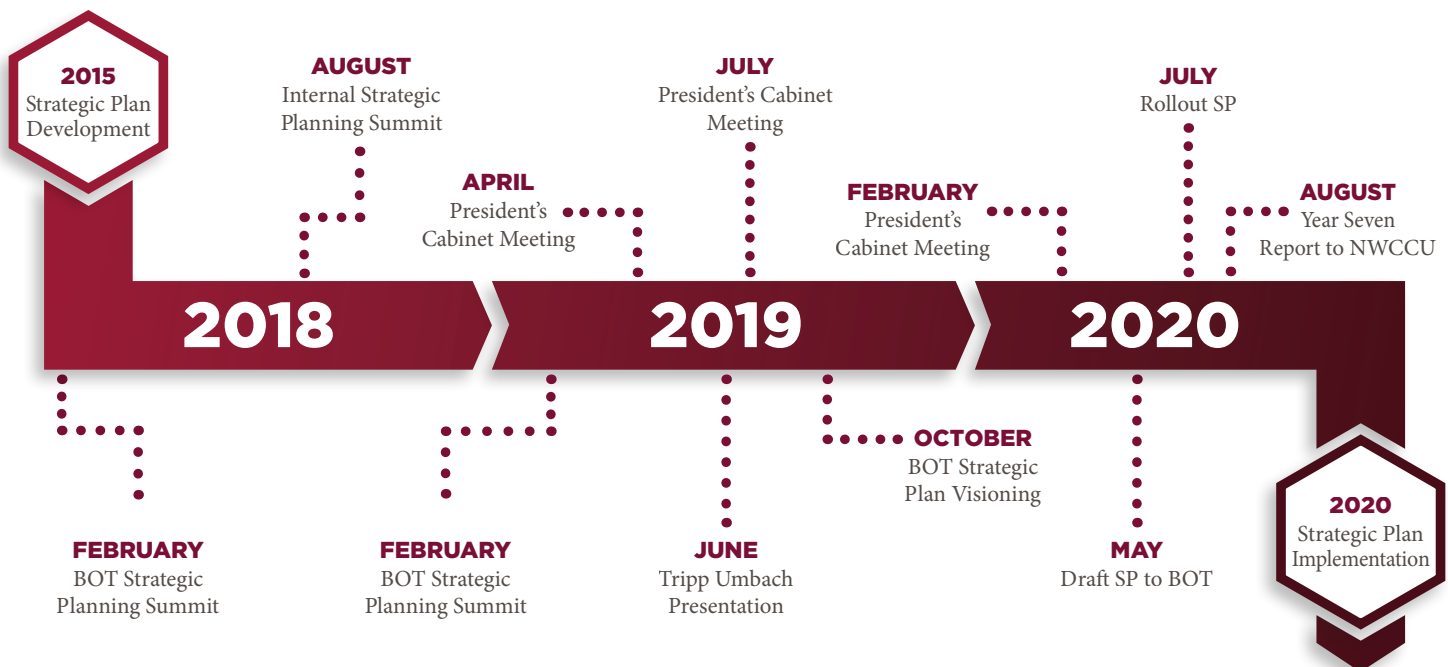 2015
Strategic Plan
Development
AUGUST
Internal Strategic
Planning Summit
APRIL
President’s
Cabinet Meeting
JULY
President’s Cabinet
Meeting
FEBRUARY
President’s
Cabinet Meeting
JULY
Rollout SP
AUGUST
Year Seven
Report to NWCCU
2018
2019
2020
FEBRUARY
BOT Strategic
Planning Summit
FEBRUARY
BOT Strategic
Planning Summit
JUNE
Tripp Umbach
Presentation
OCTOBER
BOT Strategic
Plan Visioning
MAY
Draft SP to BOT
2020
Strategic Plan
Implementation